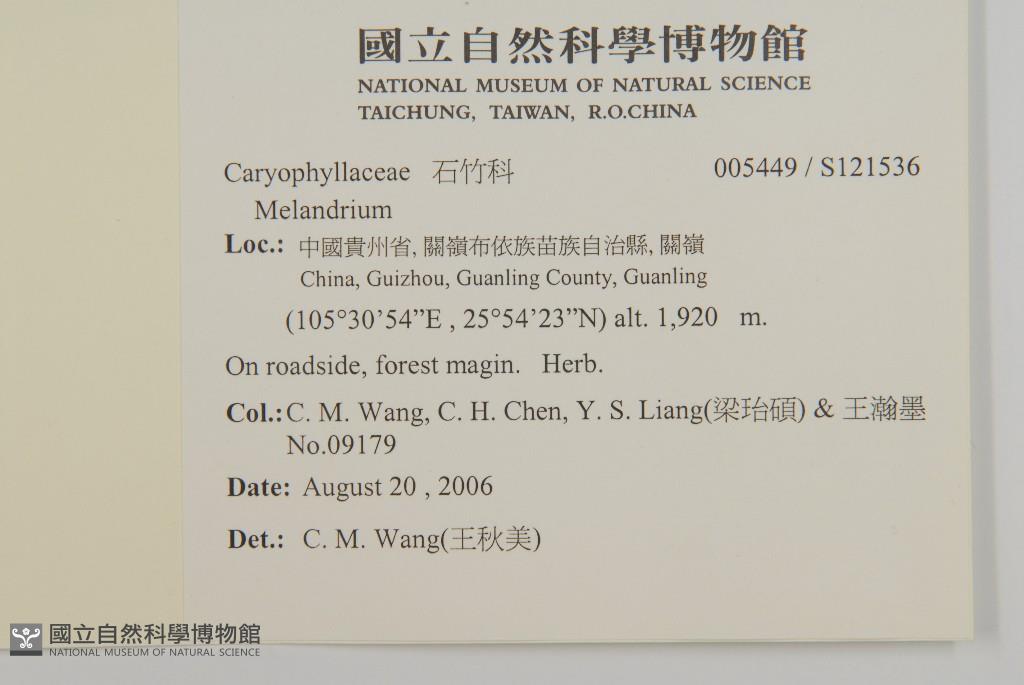 國立自然科學博物館
NATIONAL MUSEUM OF NATURAL SCIENCE
TAICHUNG, TAIWAN, R.O.CHINA
Caryophyllaceae 石竹科 005449 / S121536
Melandrium
Loc.: 中國貴州省, 關嶺布依族苗族自治縣, 關嶺
China, Guizhou, Guanling County, Guanling
(105°30’54”E , 25°54’23”N) alt. 1,920 m.
On roadside, forest magin. Herb.
Col.: C. M. Wang, C. H. Chen, Y. S. Liang(梁珆碩) & 王瀚墨
No.09179
Date: August 20 , 2006
Det.: C. M. Wang(王秋美)
國立自然科學博物館
NATIONAL MUSEUM OF NATURAL SCIENCE